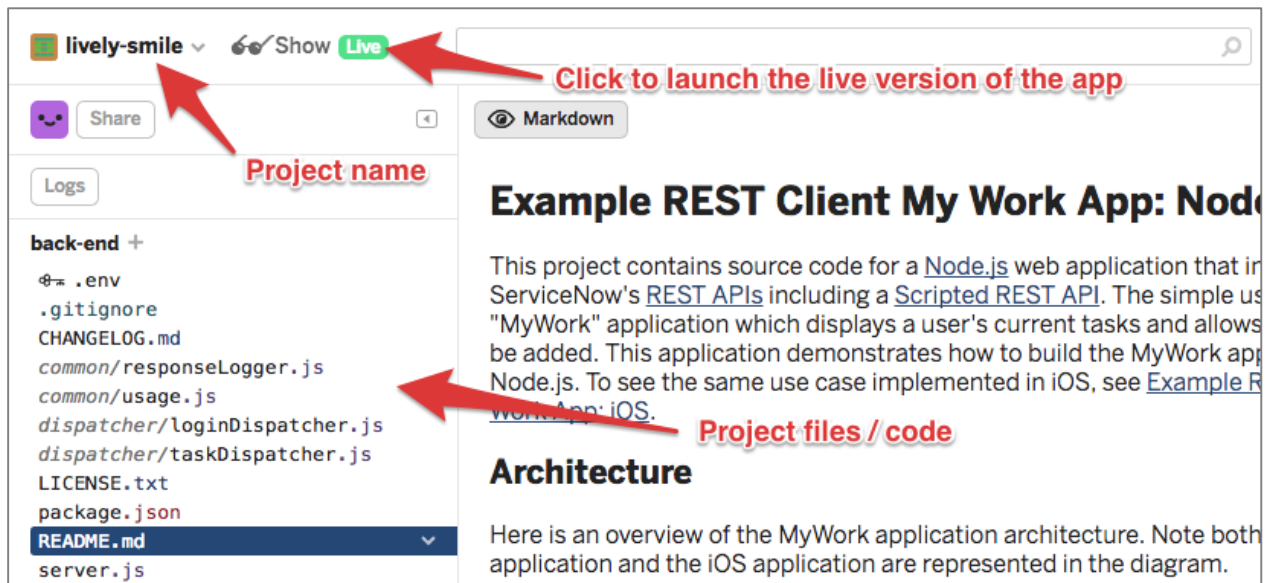 lively-smile
Show Live
Click to launch the live version of the app
Share
Markdown
Project name
Logs
Example REST Client My Work App:
back-end +
This project contains source code for a Node.js web application that
.env
ServiceNow's REST APIs including a Scripted REST API. The simple
.gitignore
"MyWork" application which displays a user's current tasks and allows
CHANGELOG.md
be added. This application demonstrates how to build the MyWork
common/responseLogger.js
Node.js. To see the same use case implemented in iOS, see Example
common/usage.js
Work App: iOS.
dispatcher/loginDispatcher.js
Project files / code
dispatcher/taskDispatcher.js
Architecture
LICENSE.txt
package.json
README.md
Here is an overview of the MyWork application architecture. Note both
server.js
application and the iOS application are represented in the diagram.